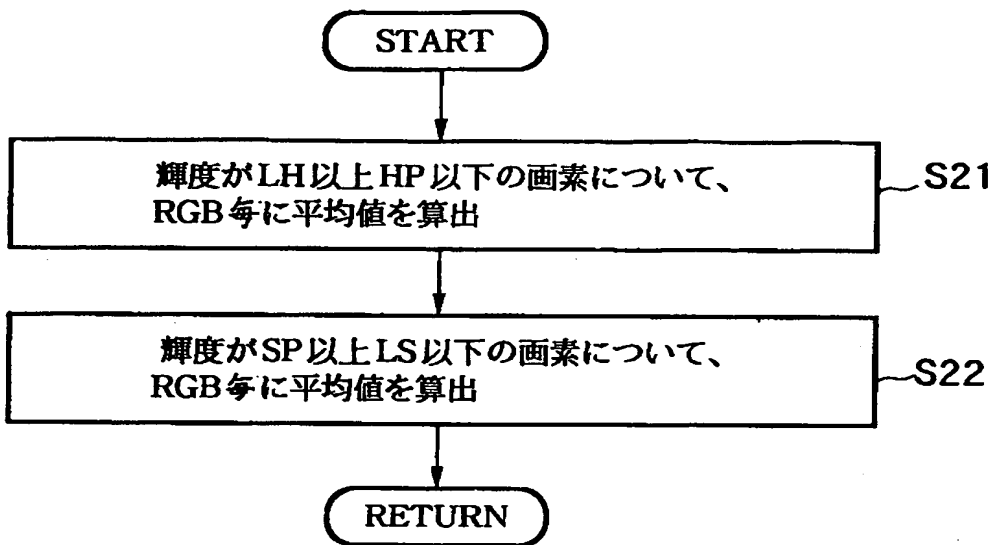 START
輝度がLH以上HP以下の画素について、
RGB毎に平均値を算出
S21
輝度がSP以上LS以下の画素について、
RGB毎に平均値を算出
S22
RETURN